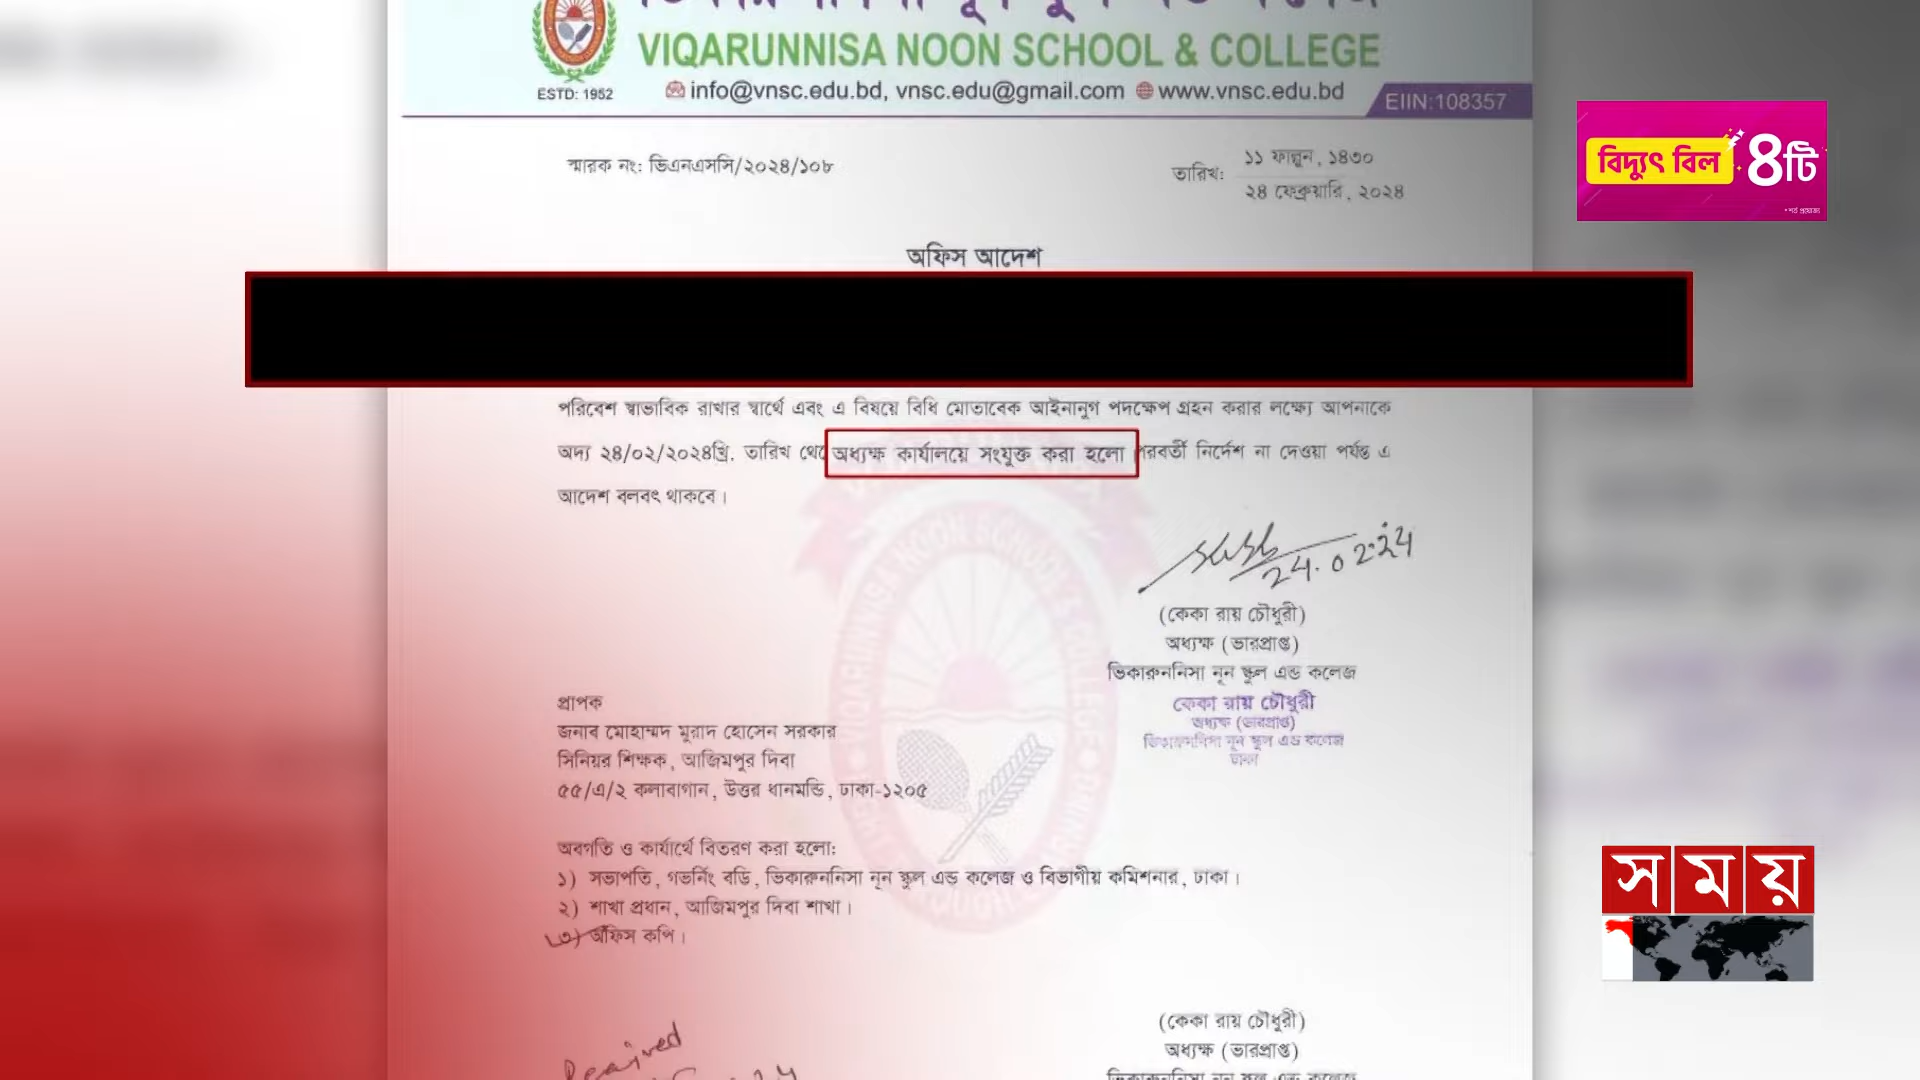 VIQARUNNISA NOON SCHOOL & COLLEGE
ESTD: 1952
info@vnsc.edu.bd, vnsc.edu@gmail.com www.vnsc.edu.bd
EIIN:108357
স্মারক নং: ভিএনএসসি/২০২৪/১০৮
তারিখ: ১১ ফাল্গুন, ১৪৩০
২৪ ফেব্রুয়ারি, ২০২৪
বিদ্যুৎ বিল ৪টি
অফিস আদেশ
পরিবেশ স্বাভাবিক রাখার স্বার্থে এবং এ বিষয়ে বিধি মোতাবেক আইনানুগ পদক্ষেপ গ্রহন করার লক্ষ্যে আপনাকে
অদ্য ২৪/০২/২০২৪খ্রি. তারিখ থেকে অধ্যক্ষ কার্যালয়ে সংযুক্ত করা হলো পরবর্তী নির্দেশ না দেওয়া পর্যন্ত এ
আদেশ বলবৎ থাকবে।
24.02.24
(কেকা রায় চৌধুরী)
অধ্যক্ষ (ভারপ্রাপ্ত)
ভিকারুননিসা নূন স্কুল এন্ড কলেজ
কেকা রায় চৌধুরী
অধ্যক্ষ (ভারপ্রাপ্ত)
ভিকারুননিসা নূন স্কুল এন্ড কলেজ
ঢাকা
প্রাপক
জনাব মোহাম্মদ মুরাদ হোসেন সরকার
সিনিয়র শিক্ষক, আজিমপুর দিবা
৫৫/এ/২ কলাবাগান, উত্তর ধানমন্ডি, ঢাকা-১২০৫
অবগতি ও কার্যার্থে বিতরণ করা হলো:
১) সভাপতি, গভর্নিং বডি, ভিকারুননিসা নূন স্কুল এন্ড কলেজ ও বিভাগীয় কমিশনার, ঢাকা।
২) শাখা প্রধান, আজিমপুর দিবা শাখা।
৩) অফিস কপি।
সময়
Received
(কেকা রায় চৌধুরী)
অধ্যক্ষ (ভারপ্রাপ্ত)